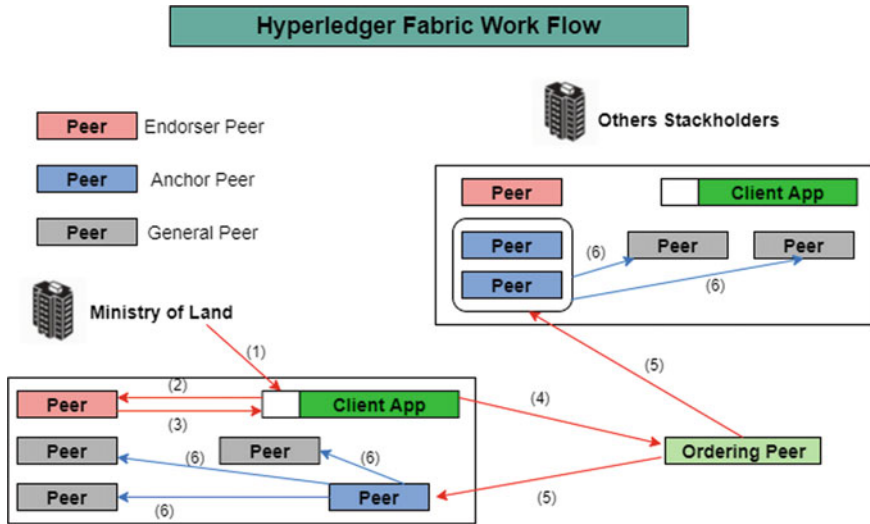 Hyperledger Fabric Work Flow
Peer Endorser Peer
Peer Anchor Peer
Peer General Peer
Others Stackholders
Peer Client App
Peer
Peer Peer
Peer
(6)
(6)
Ministry of Land
(1)
(5)
Peer
(2)
(3)
Client App
(4)
Peer
Peer
(6)
(6)
Ordering Peer
Peer
(6)
Peer
(5)